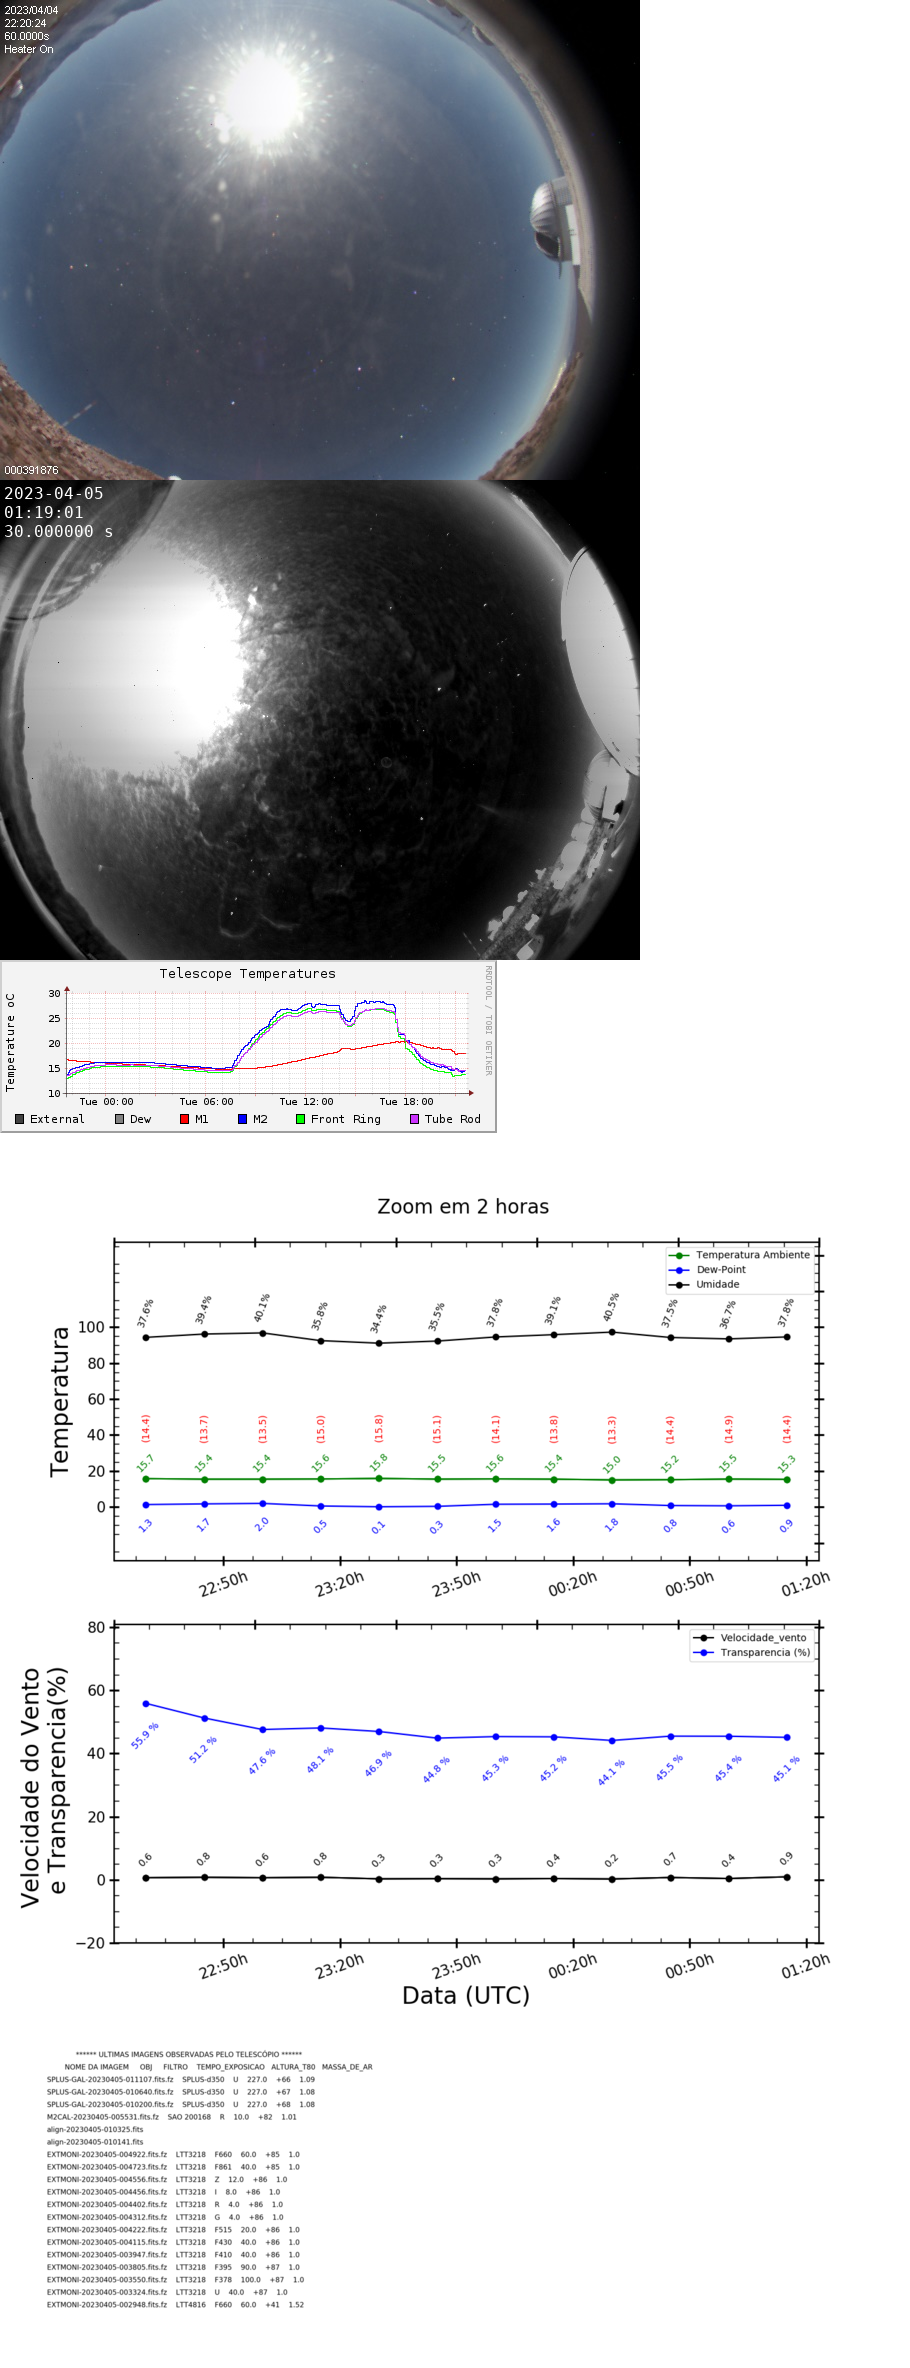 2023/04/04
22:20:24
60.0000s
Heater On
000391876
2023-04-05
01:19:01
30.000000 s
Telescope Temperatures
Temperature oC
30
25
20
15
10
Tue 00:00 Tue 06:00 Tue 12:00 Tue 18:00
External Dew M1 M2 Front Ring Tube Rod
RRDTOOL / TOBI OETIKER
Zoom em 2 horas
Temperatura Ambiente
Dew-Point
Umidade
Temperatura
100
80
60
40
20
0
37.6% 39.4% 40.1% 35.8% 34.4% 35.5% 37.8% 39.1% 40.5% 37.5% 36.7% 37.8%
(14.4) (13.7) (13.5) (15.0) (15.8) (15.1) (14.1) (13.8) (13.3) (14.4) (14.9) (14.4)
15.7 15.4 15.4 15.6 15.8 15.5 15.6 15.4 15.0 15.2 15.5 15.3
1.3 1.7 2.0 0.5 0.1 0.3 1.5 1.6 1.8 0.8 0.6 0.9
22:50h 23:20h 23:50h 00:20h 00:50h 01:20h
Velocidade_vento
Transparencia (%)
Velocidade do Vento
e Transparencia(%)
80
60
40
20
0
−20
55.9 % 51.2 % 47.6 % 48.1 % 46.9 % 44.8 % 45.3 % 45.2 % 44.1 % 45.5 % 45.4 % 45.1 %
0.6 0.8 0.6 0.8 0.3 0.3 0.3 0.4 0.2 0.7 0.4 0.9
22:50h 23:20h 23:50h 00:20h 00:50h 01:20h
Data (UTC)
****** ULTIMAS IMAGENS OBSERVADAS PELO TELESCÓPIO ******
NOME DA IMAGEM OBJ FILTRO TEMPO_EXPOSICAO ALTURA_T80 MASSA_DE_AR
SPLUS-GAL-20230405-011107.fits.fz SPLUS-d350 U 227.0 +66 1.09
SPLUS-GAL-20230405-010640.fits.fz SPLUS-d350 U 227.0 +67 1.08
SPLUS-GAL-20230405-010200.fits.fz SPLUS-d350 U 227.0 +68 1.08
M2CAL-20230405-005531.fits.fz SAO 200168 R 10.0 +82 1.01
align-20230405-010325.fits
align-20230405-010141.fits
EXTMONI-20230405-004922.fits.fz LTT3218 F660 60.0 +85 1.0
EXTMONI-20230405-004723.fits.fz LTT3218 F861 40.0 +85 1.0
EXTMONI-20230405-004556.fits.fz LTT3218 Z 12.0 +86 1.0
EXTMONI-20230405-004456.fits.fz LTT3218 I 8.0 +86 1.0
EXTMONI-20230405-004402.fits.fz LTT3218 R 4.0 +86 1.0
EXTMONI-20230405-004312.fits.fz LTT3218 G 4.0 +86 1.0
EXTMONI-20230405-004222.fits.fz LTT3218 F515 20.0 +86 1.0
EXTMONI-20230405-004115.fits.fz LTT3218 F430 40.0 +86 1.0
EXTMONI-20230405-003947.fits.fz LTT3218 F410 40.0 +86 1.0
EXTMONI-20230405-003805.fits.fz LTT3218 F395 90.0 +87 1.0
EXTMONI-20230405-003550.fits.fz LTT3218 F378 100.0 +87 1.0
EXTMONI-20230405-003324.fits.fz LTT3218 U 40.0 +87 1.0
EXTMONI-20230405-002948.fits.fz LTT4816 F660 60.0 +41 1.52